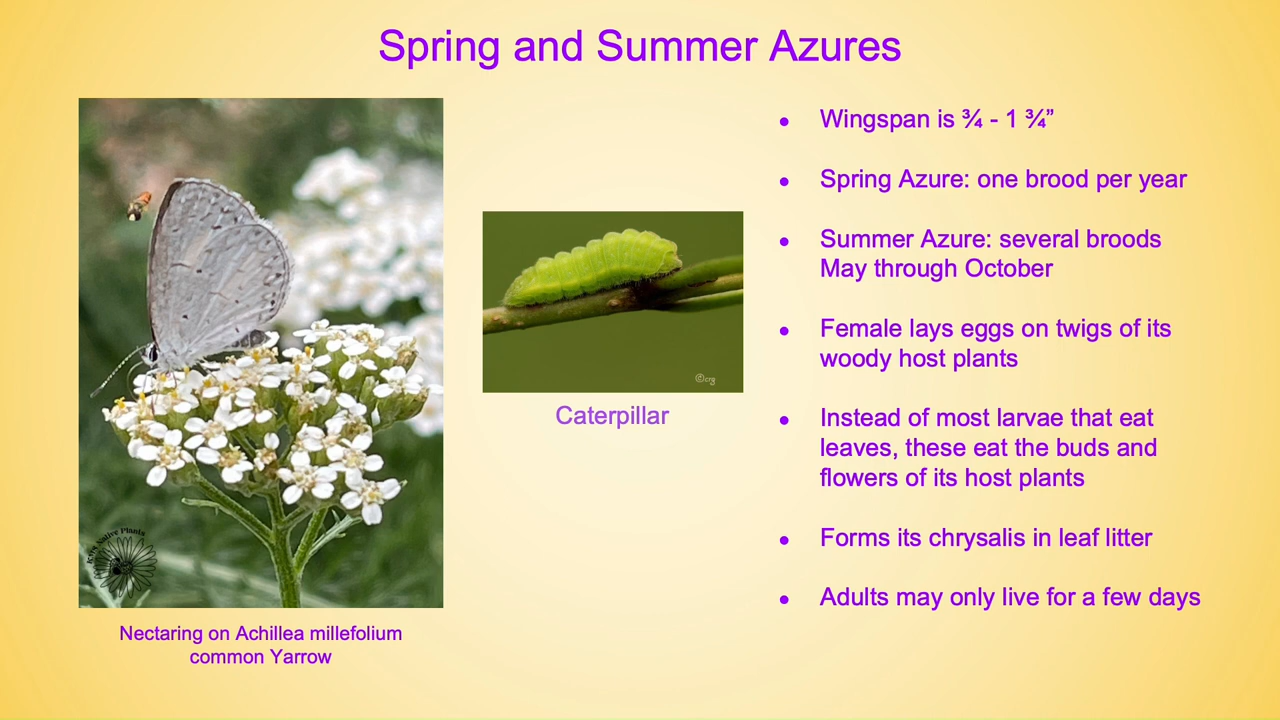 Spring and Summer Azures
Native Plants
©crg
Caterpillar
Nectaring on Achillea millefolium
common Yarrow
● Wingspan is ¾ - 1 ¾”
● Spring Azure: one brood per year
● Summer Azure: several broods
May through October
● Female lays eggs on twigs of its
woody host plants
● Instead of most larvae that eat
leaves, these eat the buds and
flowers of its host plants
● Forms its chrysalis in leaf litter
● Adults may only live for a few days